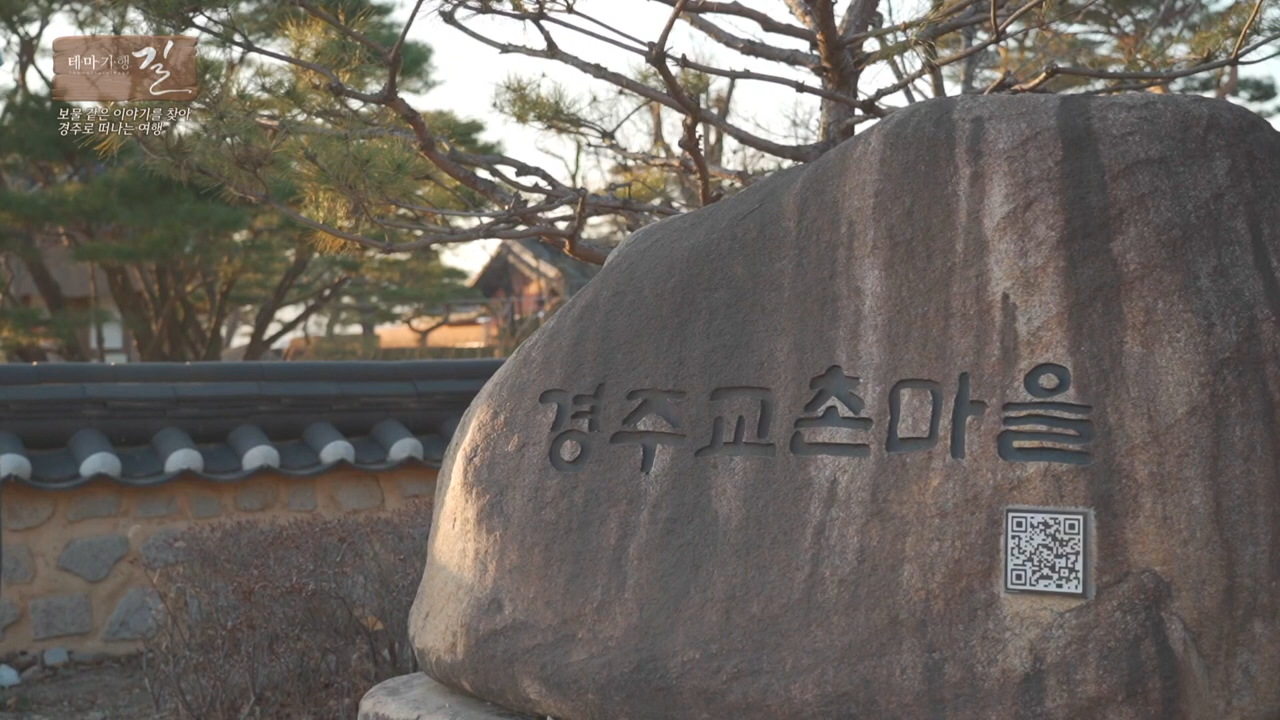 테마기행 길
보물 같은 이야기를 찾아
경주로 떠나는 여행
경주교촌마을